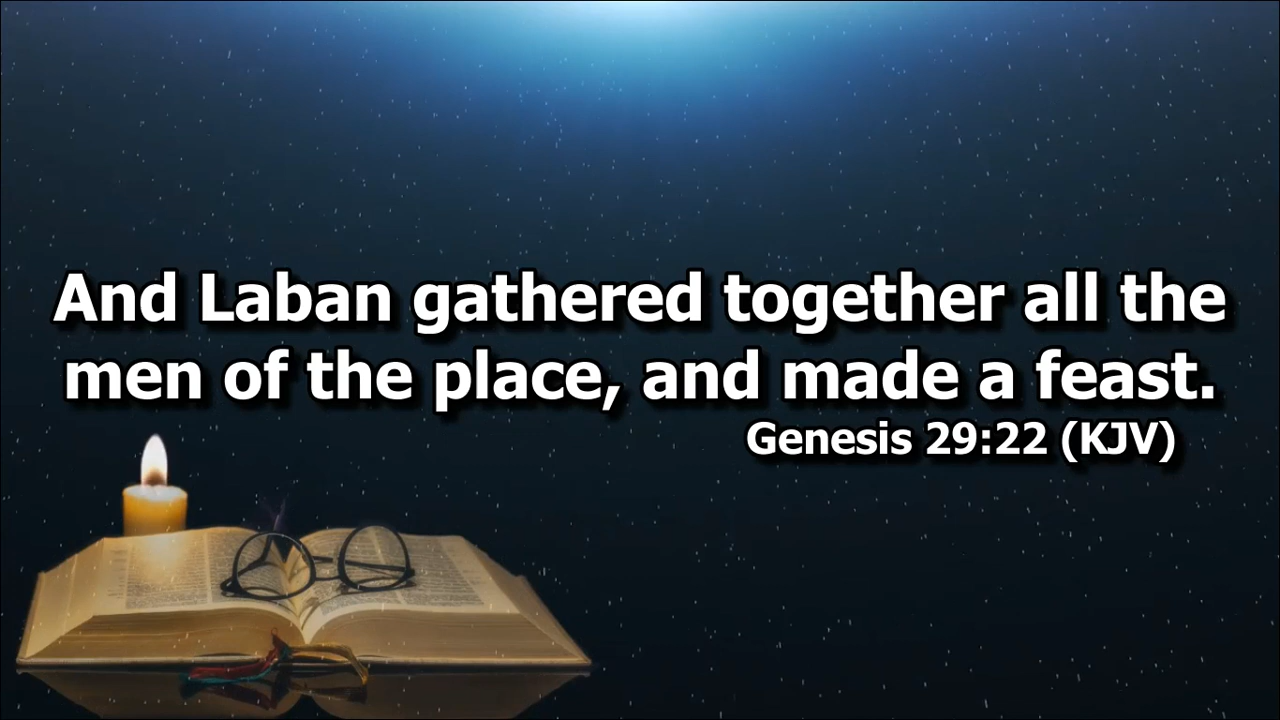 And Laban gathered together all the
men of the place, and made a feast.
Genesis 29:22 (KJV)